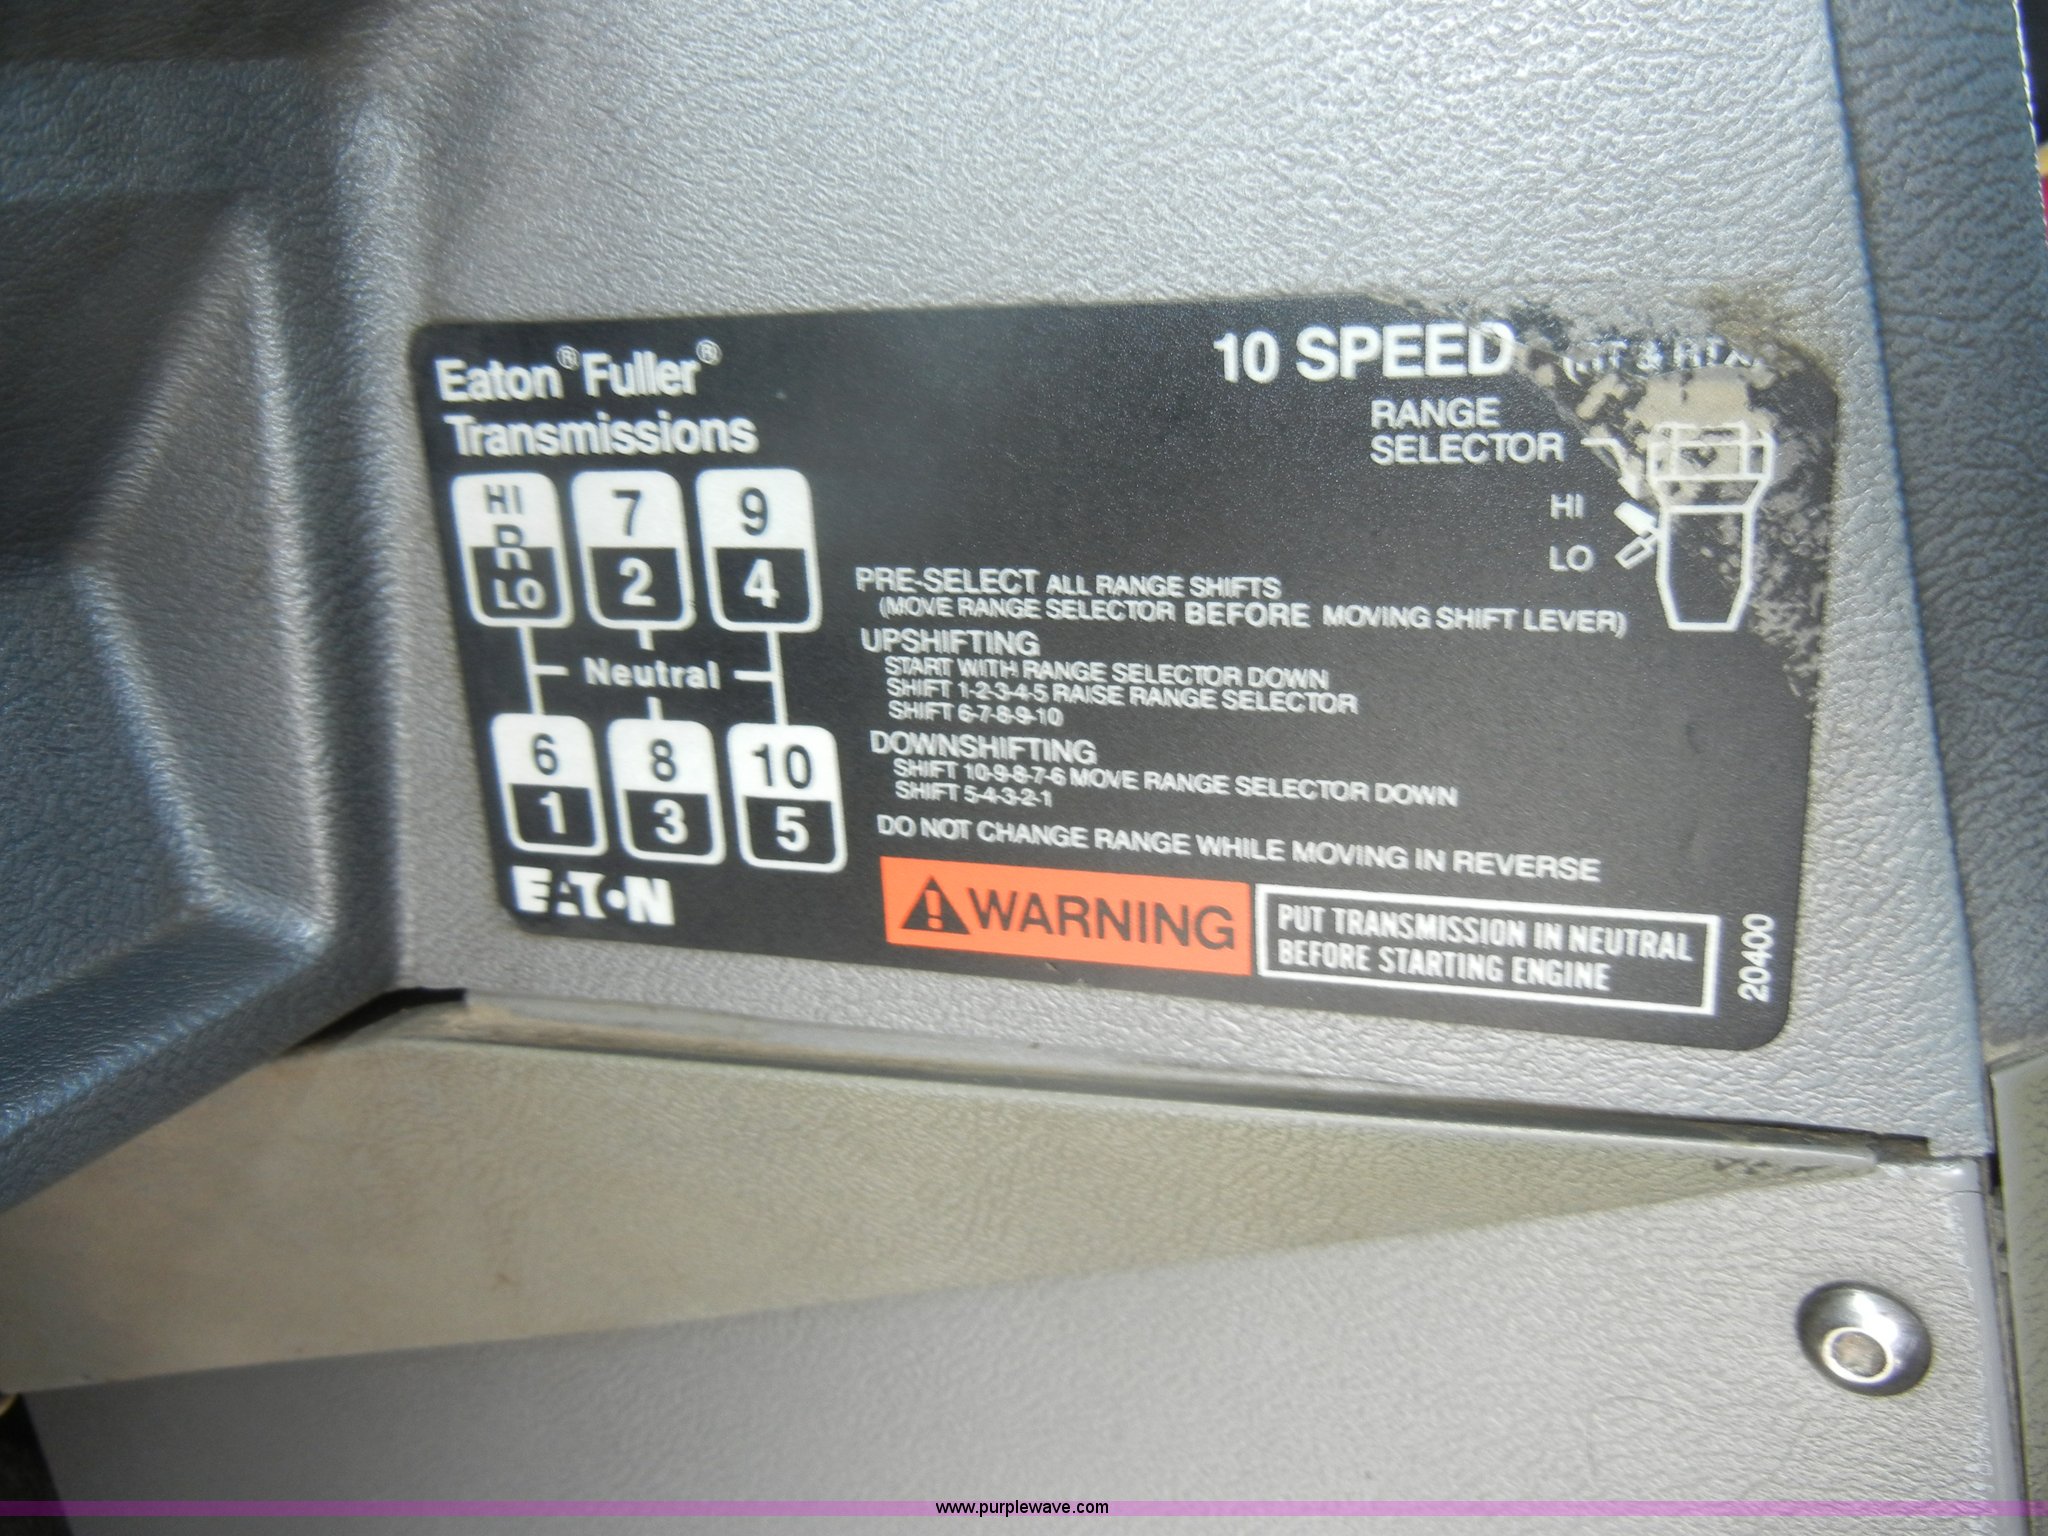 Eaton® Fuller®
Transmissions
10 SPEED
RANGE
SELECTOR
HI
LO
HI 7 9
R
LO 2 4
Neutral
6 8 10
1 3 5
EATON
PRE-SELECT ALL RANGE SHIFTS
(MOVE RANGE SELECTOR BEFORE MOVING SHIFT LEVER)
UPSHIFTING
START WITH RANGE SELECTOR DOWN
SHIFT 1-2-3-4-5 RAISE RANGE SELECTOR
SHIFT 6-7-8-9-10
DOWNSHIFTING
SHIFT 10-9-8-7-6 MOVE RANGE SELECTOR DOWN
SHIFT 5-4-3-2-1
DO NOT CHANGE RANGE WHILE MOVING IN REVERSE
WARNING
PUT TRANSMISSION IN NEUTRAL
BEFORE STARTING ENGINE
20400
www.purplewave.com